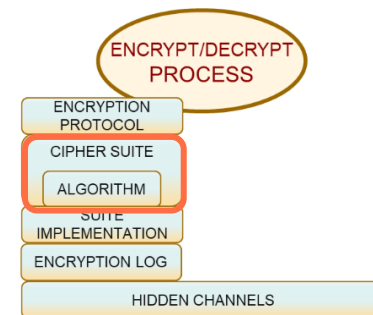 ENCRYPT/DECRYPT
PROCESS
ENCRYPTION
PROTOCOL
CIPHER SUITE
ALGORITHM
SUITE
IMPLEMENTATION
ENCRYPTION LOG
HIDDEN CHANNELS